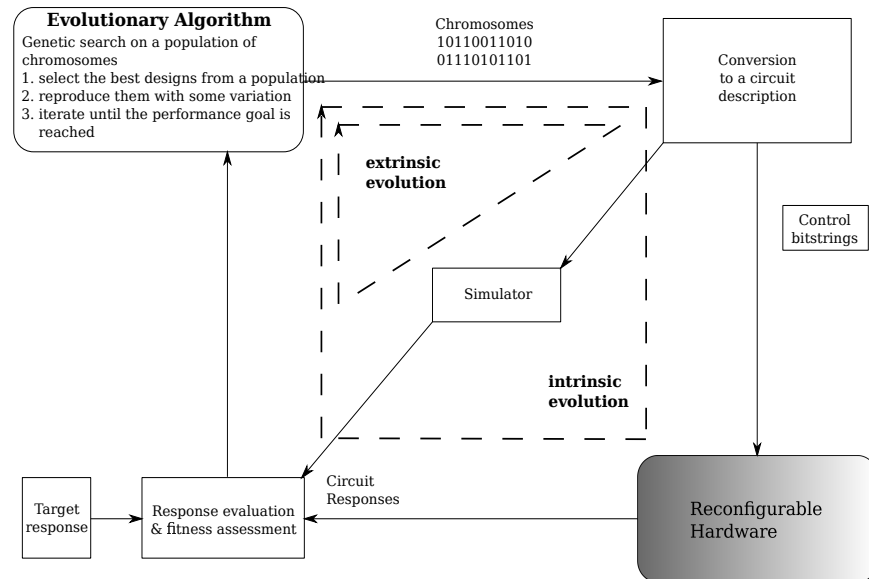 Evolutionary Algorithm
Genetic search on a population of
chromosomes
1. select the best designs from a population
2. reproduce them with some variation
3. iterate until the performance goal is
reached
Chromosomes
10110011010
01110101101
Conversion
to a circuit
description
extrinsic
evolution
Control
bitstrings
Simulator
intrinsic
evolution
Circuit
Responses
Target
response
Response evaluation
& fitness assessment
Reconfigurable
Hardware